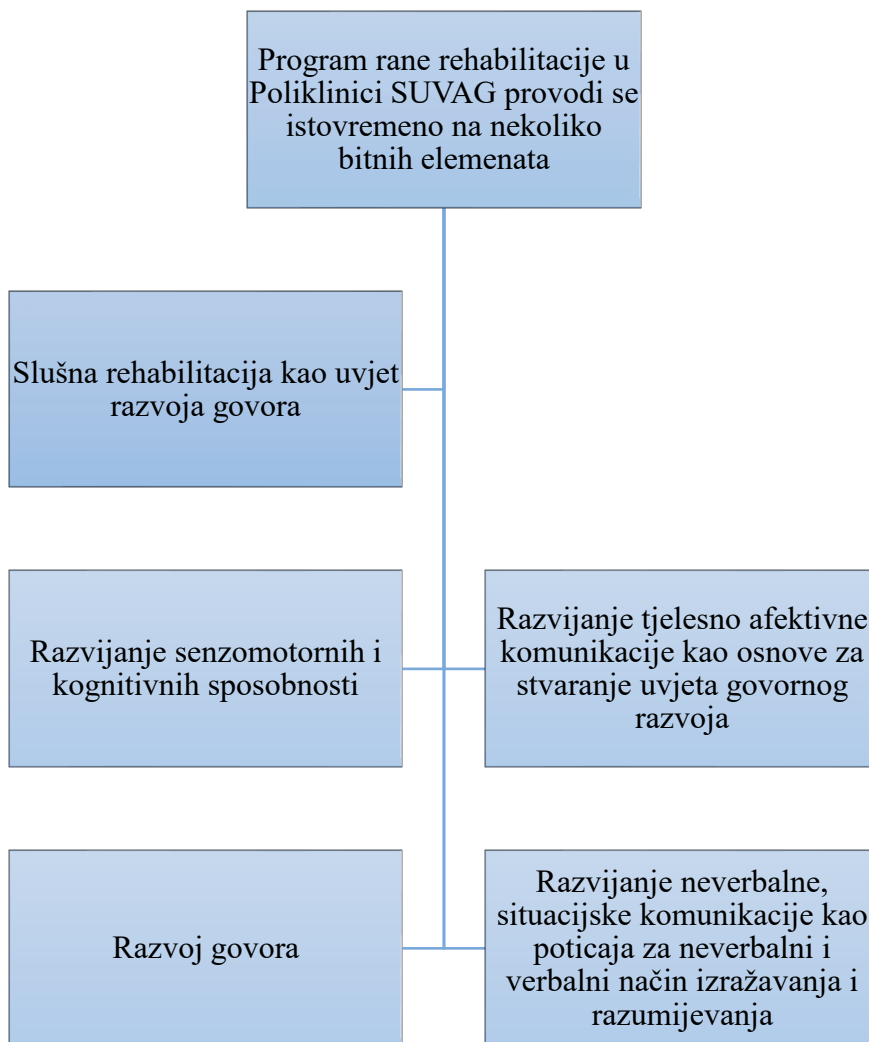 Program rane rehabilitacije u
Poliklinici SUVAG provodi se
istovremeno na nekoliko
bitnih elemenata
Slušna rehabilitacija kao uvjet
razvoja govora
Razvijanje senzomotornih i
kognitivnih sposobnosti
Razvijanje tjelesno afektivne
komunikacije kao osnove za
stvaranje uvjeta govornog
razvoja
Razvoj govora
Razvijanje neverbalne,
situacijske komunikacije kao
poticaja za neverbalni i
verbalni način izražavanja i
razumijevanja